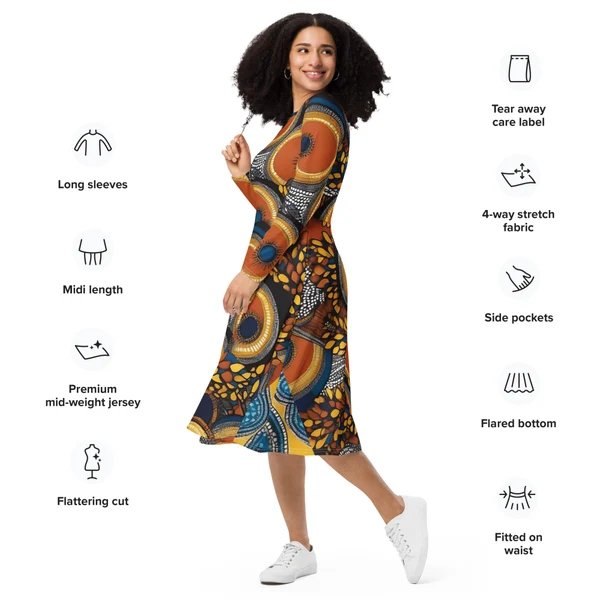 Long sleeves
Midi length
Premium
mid-weight jersey
Flattering cut
Tear away
care label
4-way stretch
fabric
Side pockets
Flared bottom
Fitted on
waist